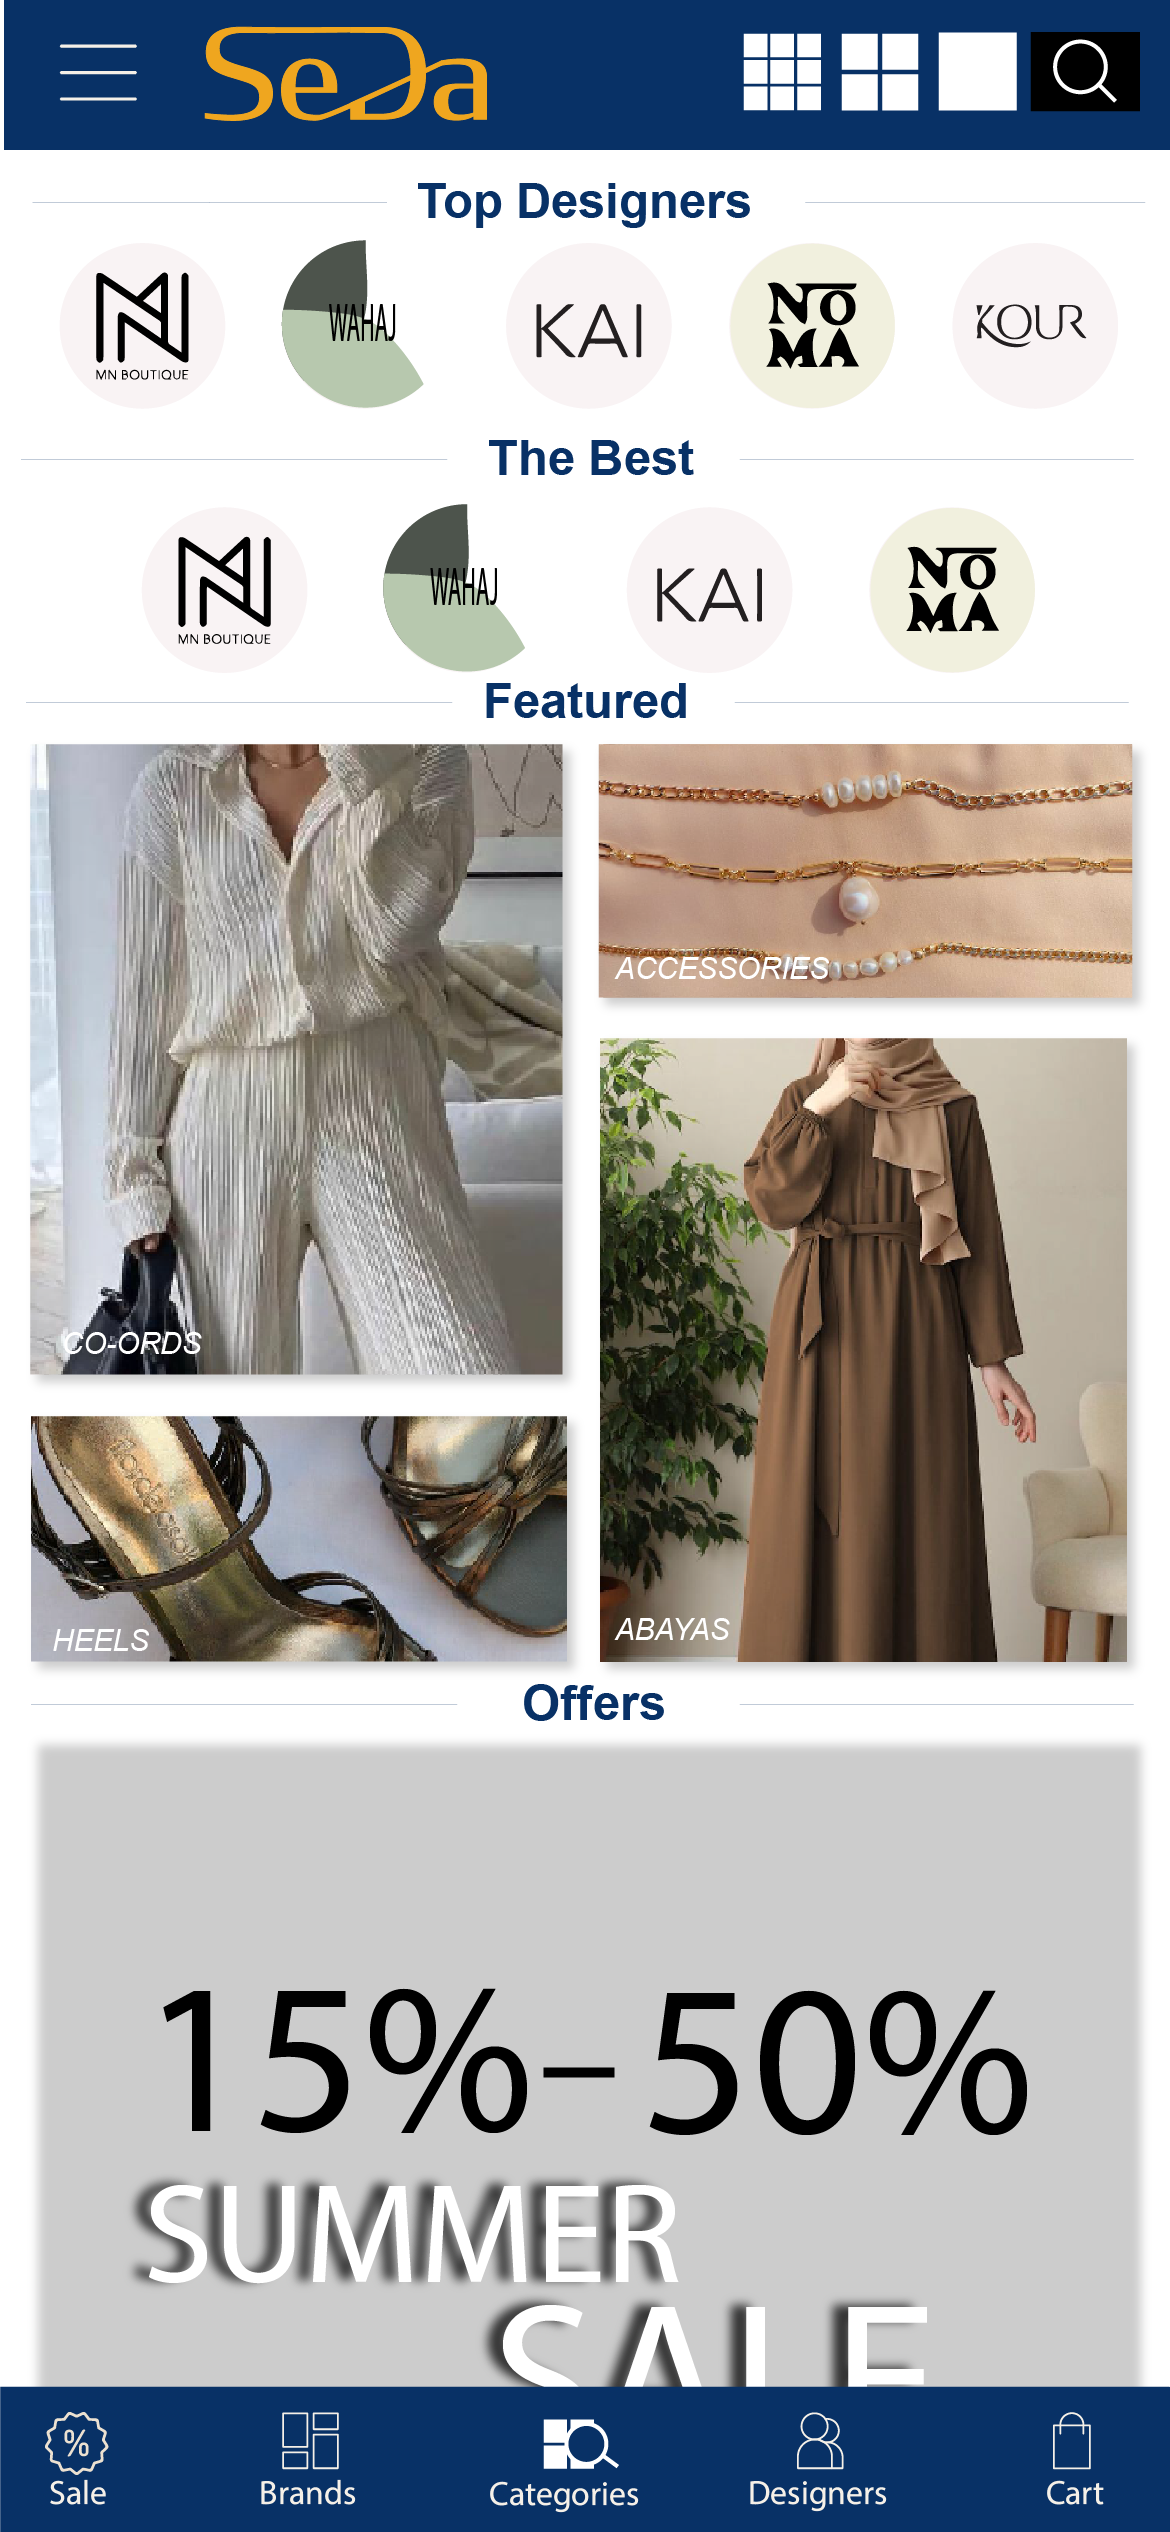 SeDa
Top Designers
MN BOUTIQUE
WAHAJ
KAI
NO
MA
KOUR
The Best
MN BOUTIQUE
WAHAJ
KAI
NO
MA
Featured
ACCESSORIES
CO-ORDS
HEELS
ABAYAS
Offers
15%–50%
SUMMER
SALE
% Sale
Brands
Categories
Designers
Cart